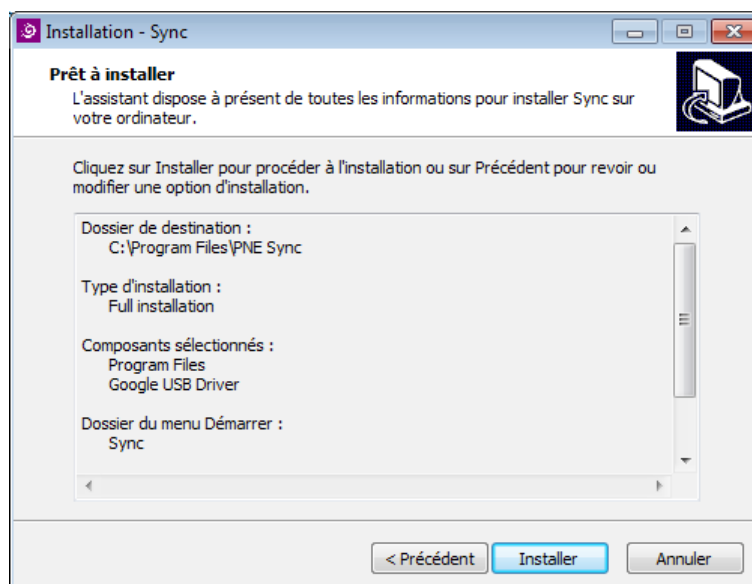 Installation - Sync
Prêt à installer
L'assistant dispose à présent de toutes les informations pour installer Sync sur
votre ordinateur.
Cliquez sur Installer pour procéder à l'installation ou sur Précédent pour revoir ou
modifier une option d'installation.
Dossier de destination :
C:\Program Files\PNE Sync
Type d'installation :
Full installation
Composants sélectionnés :
Program Files
Google USB Driver
Dossier du menu Démarrer :
Sync
< Précédent
Installer
Annuler